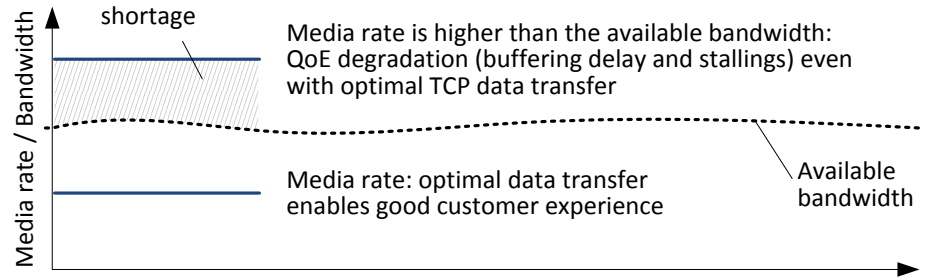 shortage
Media rate is higher than the available bandwidth:
QoE degradation (buffering delay and stallings) even
with optimal TCP data transfer
Media rate / Bandwidth
Media rate: optimal data transfer
enables good customer experience
Available
bandwidth